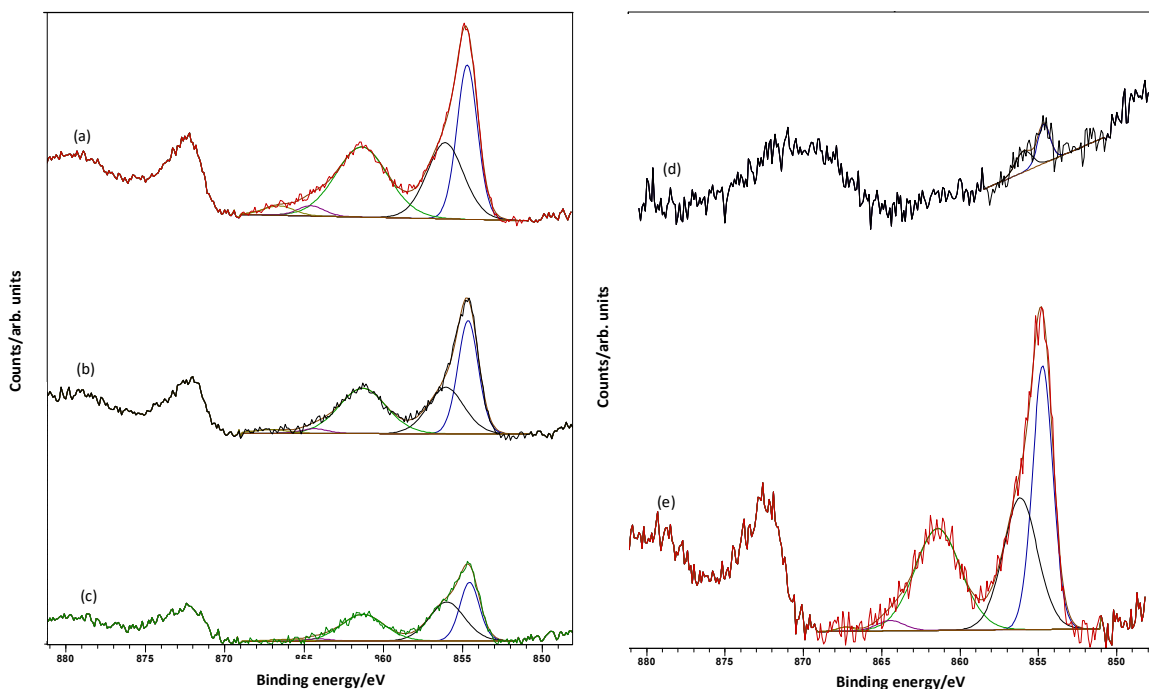 (a)
(b)
(c)
Counts/arb. units
880 875 870 865 860 855 850
Binding energy/eV
(d)
(e)
Counts/arb. units
880 875 870 865 860 855 850
Binding energy/eV